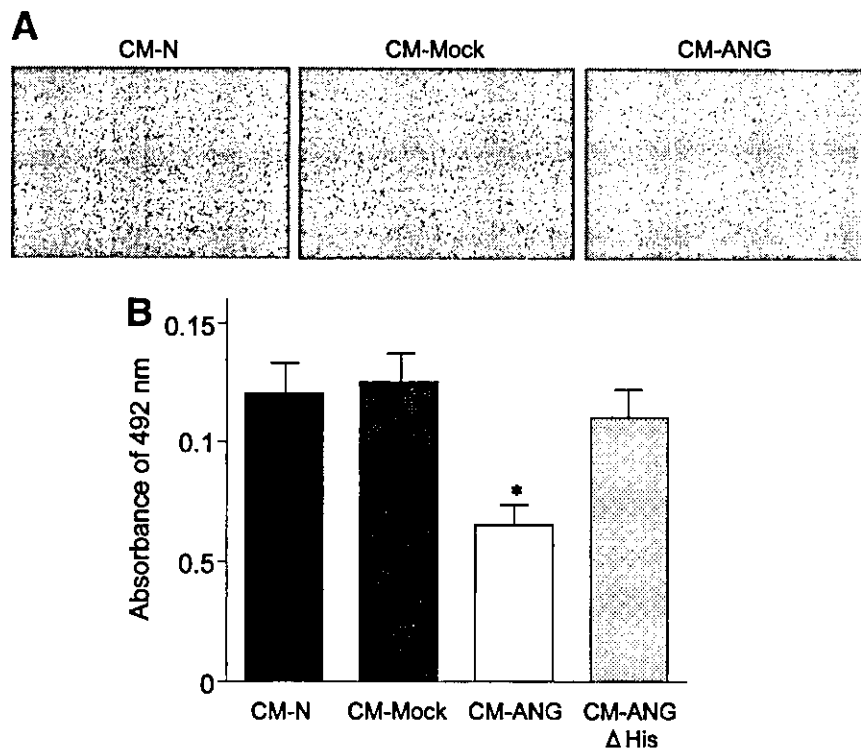 A
CM-N CM-Mock CM-ANG
B
Absorbance of 492 nm
0.15
0.1
0.5
0
*
CM-N CM-Mock CM-ANG CM-ANG
Δ His